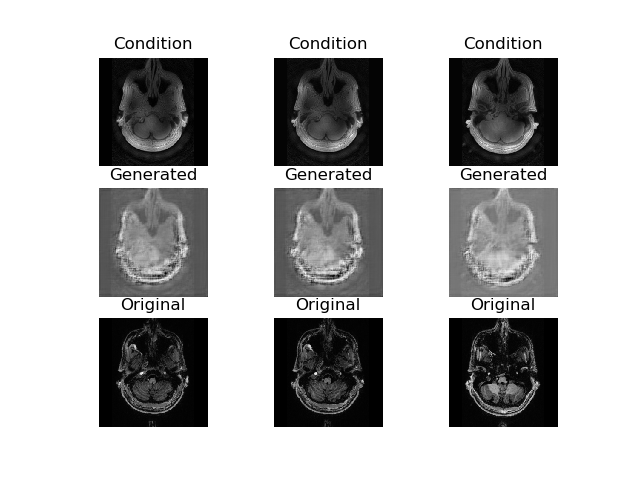 Condition Condition Condition
Generated Generated Generated
Original Original Original